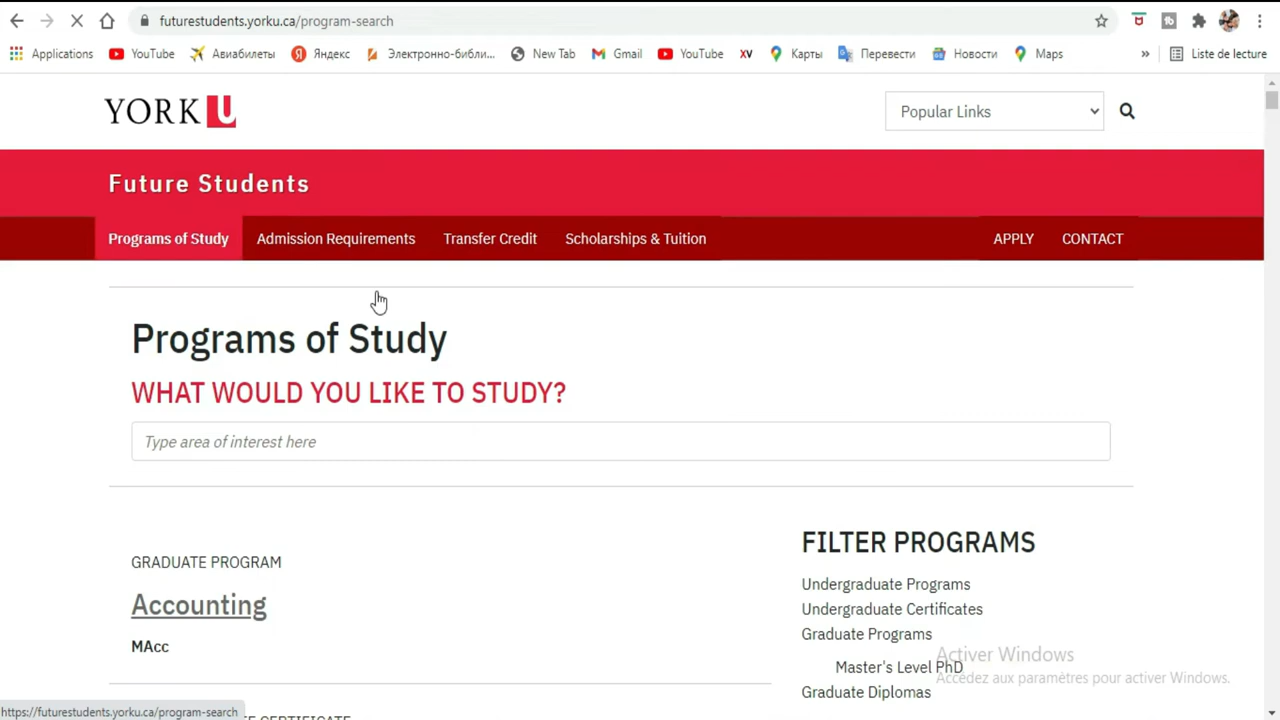 futurestudents.yorku.ca/program-search
Applications YouTube Авиабилеты Яндекс Электронно-библи... New Tab Gmail YouTube XV Карты Перевести Новости Maps » Liste de lecture
YORK U
Popular Links
Future Students
Programs of Study Admission Requirements Transfer Credit Scholarships & Tuition APPLY CONTACT
Programs of Study
WHAT WOULD YOU LIKE TO STUDY?
Type area of interest here
GRADUATE PROGRAM
Accounting
MAcc
FILTER PROGRAMS
Undergraduate Programs
Undergraduate Certificates
Graduate Programs
Master's Level PhD
Graduate Diplomas
Activer Windows
Accédez aux paramètres pour activer Windows.
https://futurestudents.yorku.ca/program-search
CERTIFICATE